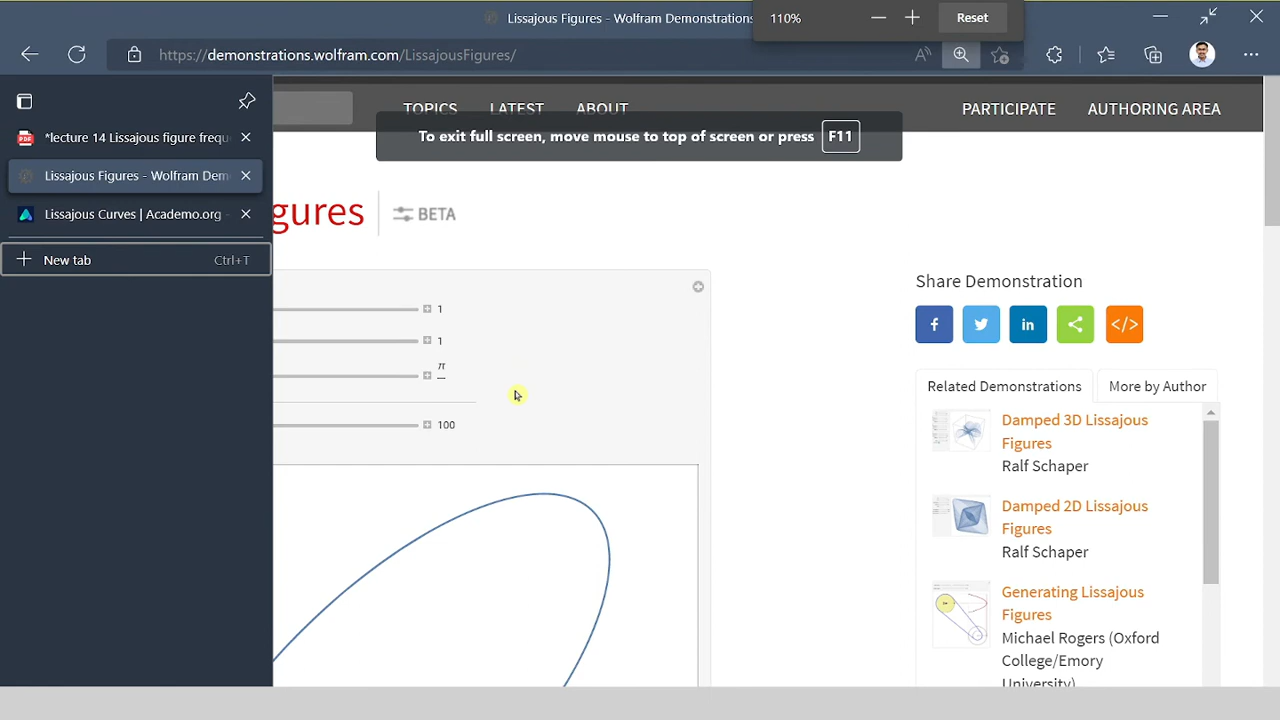 Lissajous Figures - Wolfram Demonstrations
110%
Reset
https://demonstrations.wolfram.com/LissajousFigures/
*lecture 14 Lissajous figure frequ
Lissajous Figures - Wolfram Dem
Lissajous Curves | Academo.org -
New tab Ctrl+T
TOPICS LATEST ABOUT PARTICIPATE AUTHORING AREA
To exit full screen, move mouse to top of screen or press F11
gures
BETA
1
1
π
100
Share Demonstration
f
in
</>
Related Demonstrations
More by Author
Damped 3D Lissajous
Figures
Ralf Schaper
Damped 2D Lissajous
Figures
Ralf Schaper
Generating Lissajous
Figures
Michael Rogers (Oxford
College/Emory
University)